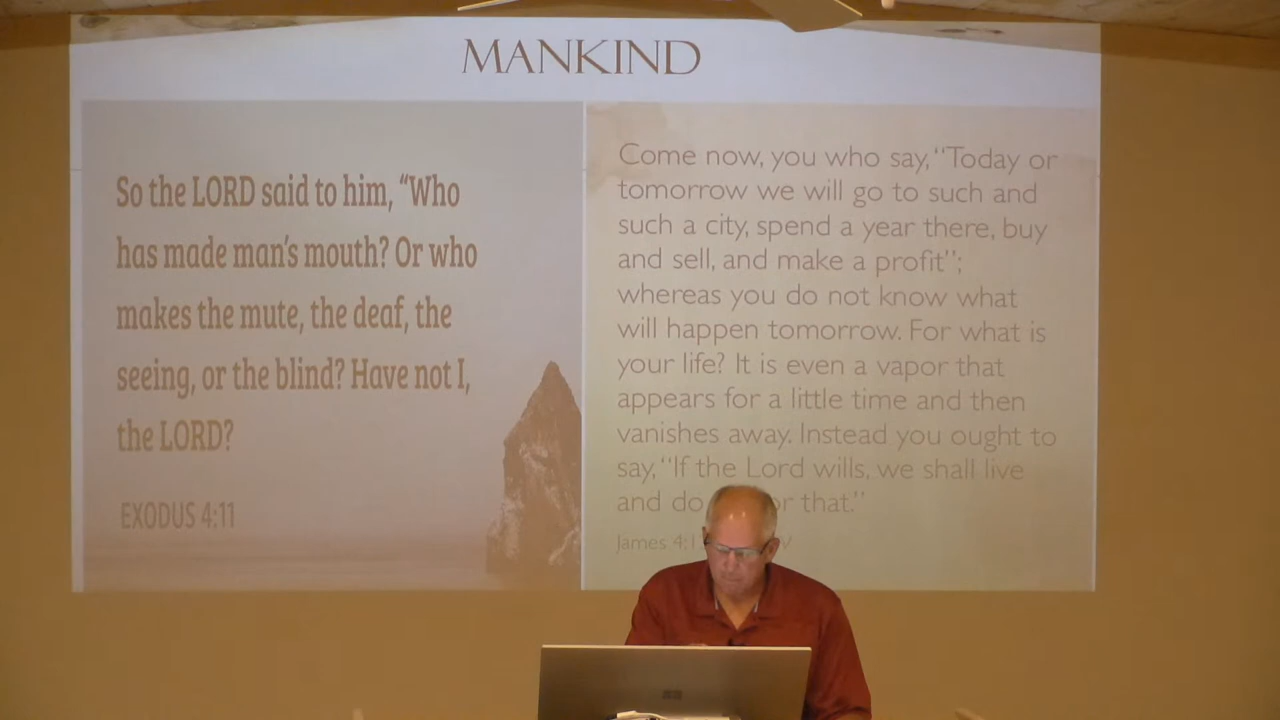 MANKIND
So the LORD said to him, “Who
has made man’s mouth? Or who
makes the mute, the deaf, the
seeing, or the blind? Have not I,
the LORD?
EXODUS 4:11
Come now, you who say, “Today or
tomorrow we will go to such and
such a city, spend a year there, buy
and sell, and make a profit”;
whereas you do not know what
will happen tomorrow. For what is
your life? It is even a vapor that
appears for a little time and then
vanishes away. Instead you ought to
say, “If the Lord wills, we shall live
and do or that.”
James 4:1